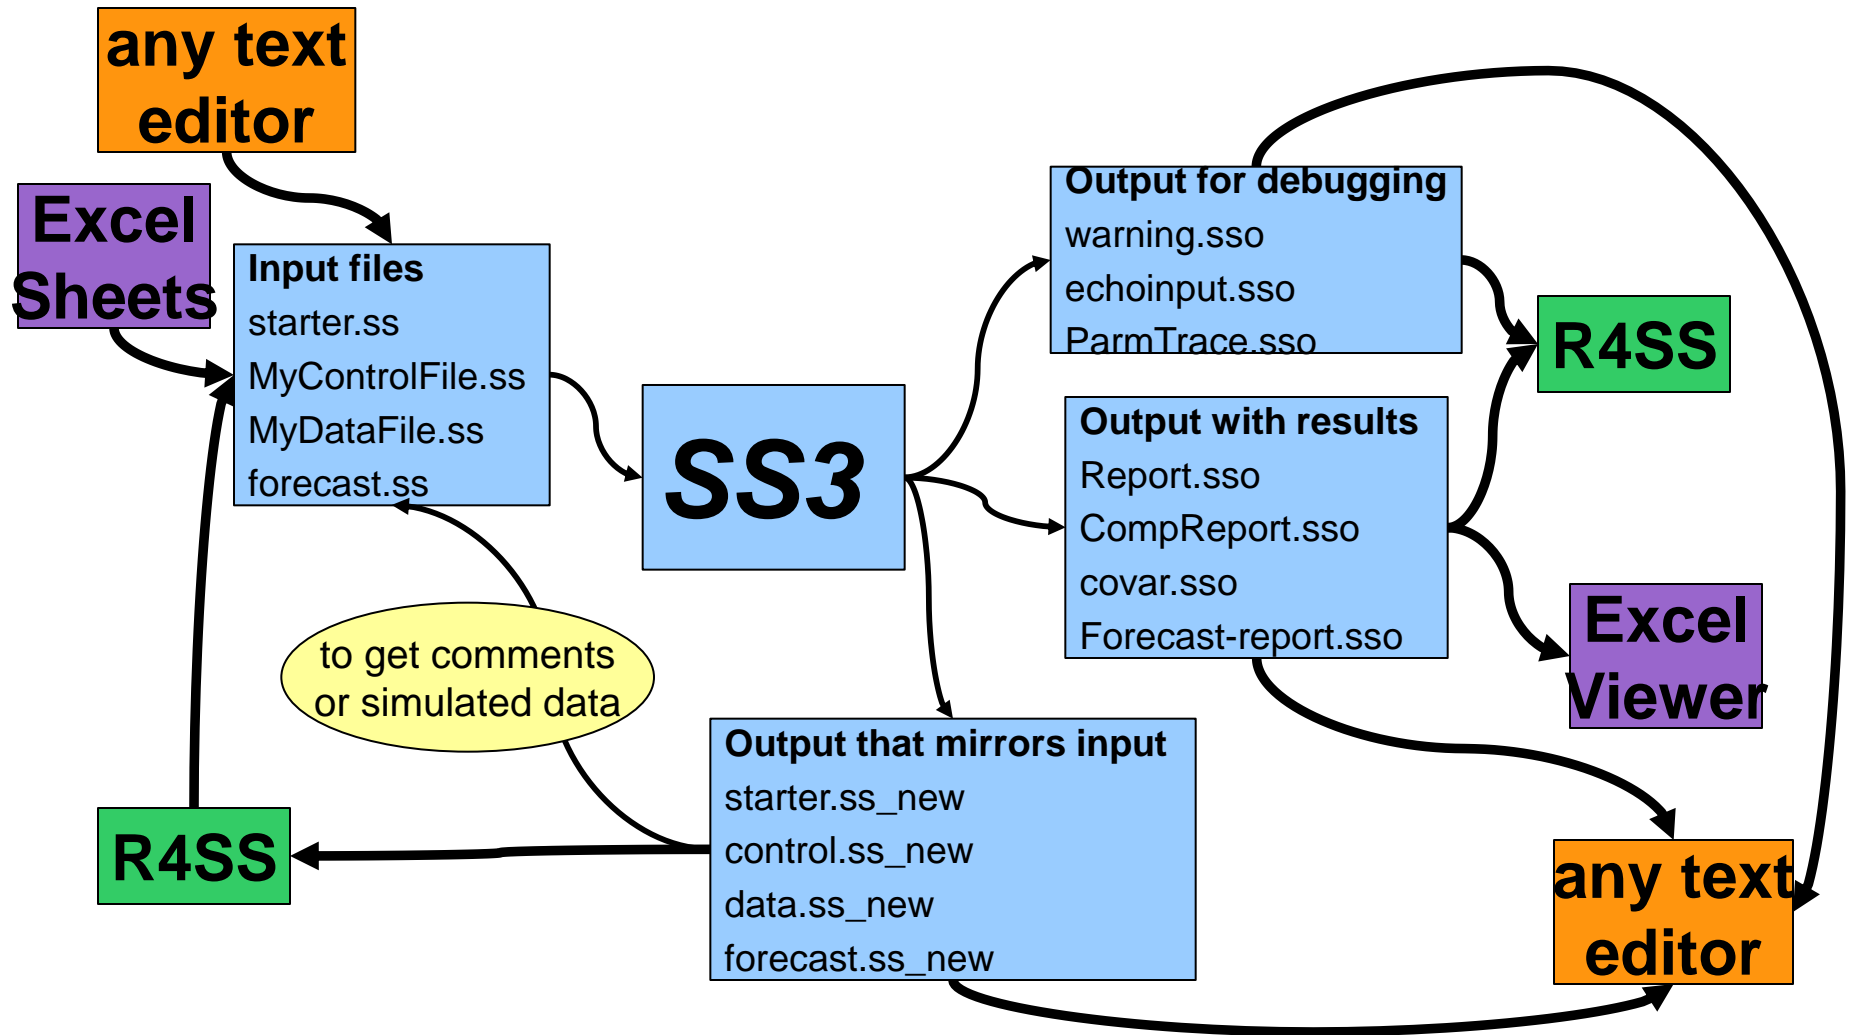 any text
editor
Excel
Sheets
Input files
starter.ss
MyControlFile.ss
MyDataFile.ss
forecast.ss
SS3
Output for debugging
warning.sso
echoinput.sso
ParmTrace.sso
R4SS
Output with results
Report.sso
CompReport.sso
covar.sso
Forecast-report.sso
Excel
Viewer
to get comments
or simulated data
Output that mirrors input
starter.ss_new
control.ss_new
data.ss_new
forecast.ss_new
R4SS
any text
editor